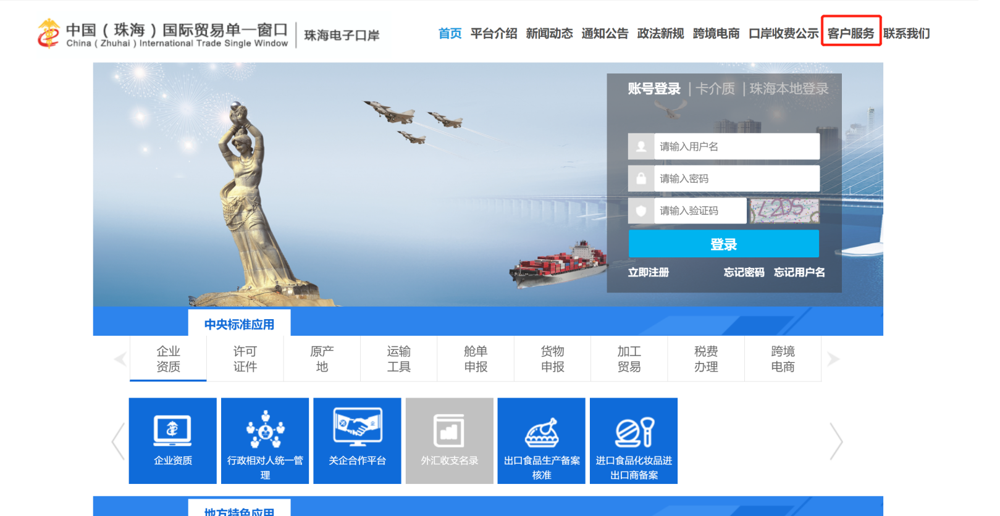 中国（珠海）国际贸易单一窗口
China ( Zhuhai ) International Trade Single Window
珠海电子口岸
首页 平台介绍 新闻动态 通知公告 政法新规 跨境电商 口岸收费公示 客户服务 联系我们
账号登录 | 卡介质 | 珠海本地登录
请输入用户名
请输入密码
请输入验证码
登录
立即注册 忘记密码 忘记用户名
中央标准应用
企业
资质
许可
证件
原产
地
运输
工具
舱单
申报
货物
申报
加工
贸易
税费
办理
跨境
电商
企业资质
行政相对人统一管
理
关企合作平台
外汇收支名录
出口食品生产备案
核准
进口食品化妆品进
出口商备案
地方特色应用